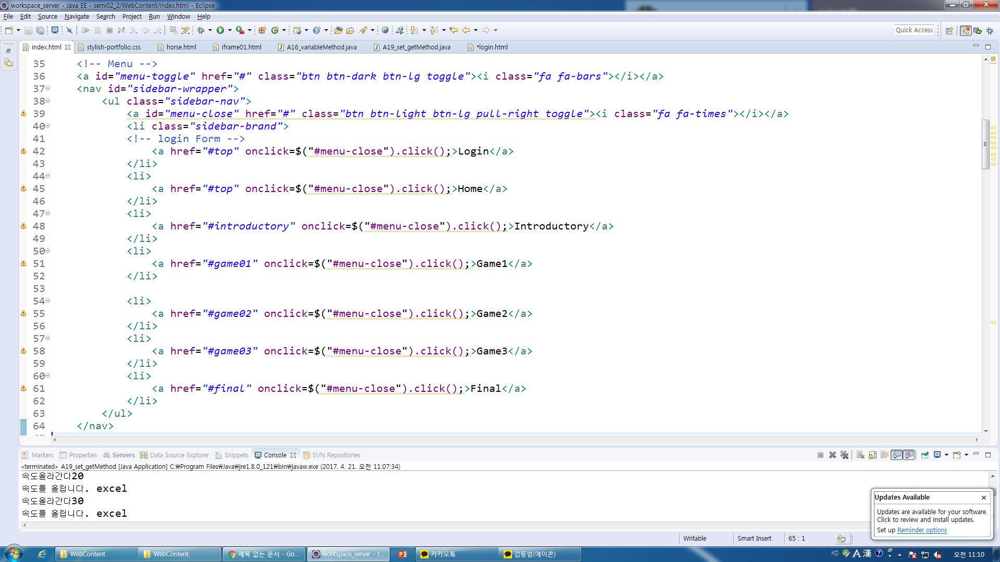 workspace_server - Java EE - semi02_2/WebContent/index.html - Eclipse
File Edit Source Navigate Search Project Run Window Help
Quick Access
index.html stylish-portfolio.css horse.html iframe01.html A16_variableMethod.java A19_set_getMethod.java *login.html
35 <!-- Menu -->
36 <a id="menu-toggle" href="#" class="btn btn-dark btn-lg toggle"><i class="fa fa-bars"></i></a>
37 <nav id="sidebar-wrapper">
38 <ul class="sidebar-nav">
39 <a id="menu-close" href="#" class="btn btn-light btn-lg pull-right toggle"><i class="fa fa-times"></i></a>
40 <li class="sidebar-brand">
41 <!-- login Form -->
42 <a href="#top" onclick=$("#menu-close").click();>Login</a>
43 </li>
44 <li>
45 <a href="#top" onclick=$("#menu-close").click();>Home</a>
46 </li>
47 <li>
48 <a href="#introductory" onclick=$("#menu-close").click();>Introductory</a>
49 </li>
50 <li>
51 <a href="#game01" onclick=$("#menu-close").click();>Game1</a>
52 </li>
53
54 <li>
55 <a href="#game02" onclick=$("#menu-close").click();>Game2</a>
56 </li>
57 <li>
58 <a href="#game03" onclick=$("#menu-close").click();>Game3</a>
59 </li>
60 <li>
61 <a href="#final" onclick=$("#menu-close").click();>Final</a>
62 </li>
63 </ul>
64 </nav>
Markers Properties Servers Data Source Explorer Snippets Console SVN Repositories
<terminated> A19_set_getMethod [Java Application] C:₩Program Files₩Java₩jre1.8.0_121₩bin₩javaw.exe (2017. 4. 21. 오전 11:07:34)
속도올라간다20
속도를 올립니다. excel
속도올라간다30
속도를 올립니다. excel
Updates Available
Updates are available for your software.
Click to review and install updates.
Set up Reminder options
Writable Smart Insert 65 : 1
WebContent WebContent 제목 없는 문서 - Go... workspace_server - J... 카카오톡 김동범(에이콘) KO A 漢 오전 11:10